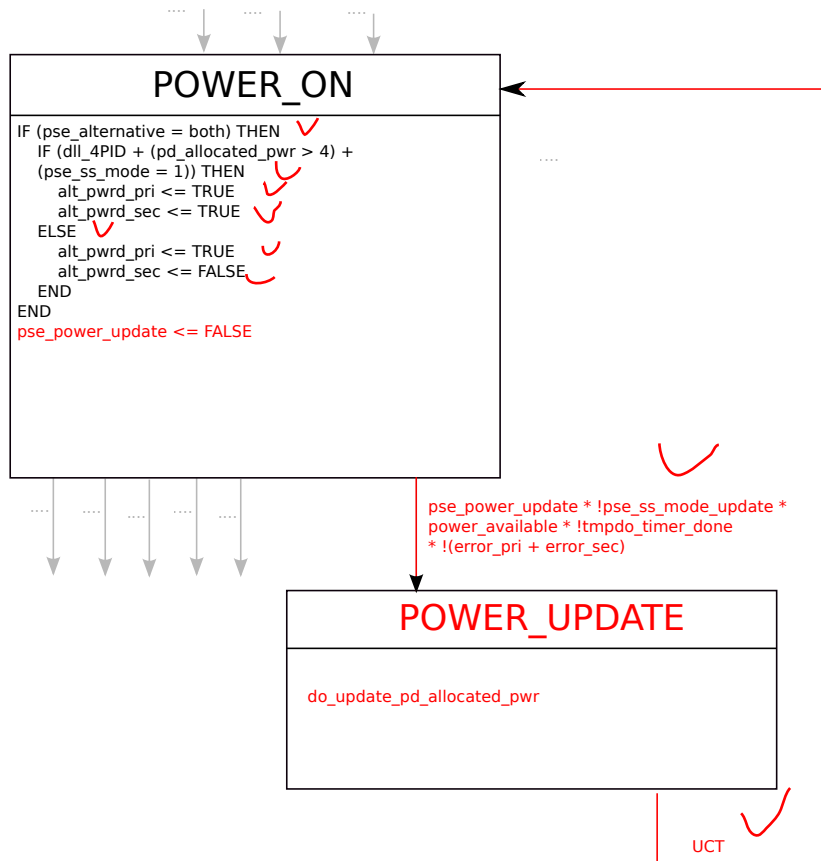 .... .... ....
POWER_ON
IF (pse_alternative = both) THEN
IF (dll_4PID + (pd_allocated_pwr > 4) +
(pse_ss_mode = 1)) THEN
alt_pwrd_pri <= TRUE
alt_pwrd_sec <= TRUE
ELSE
alt_pwrd_pri <= TRUE
alt_pwrd_sec <= FALSE
END
END
pse_power_update <= FALSE
....
.... .... .... .... ....
pse_power_update * !pse_ss_mode_update *
power_available * !tmpdo_timer_done
* !(error_pri + error_sec)
POWER_UPDATE
do_update_pd_allocated_pwr
UCT